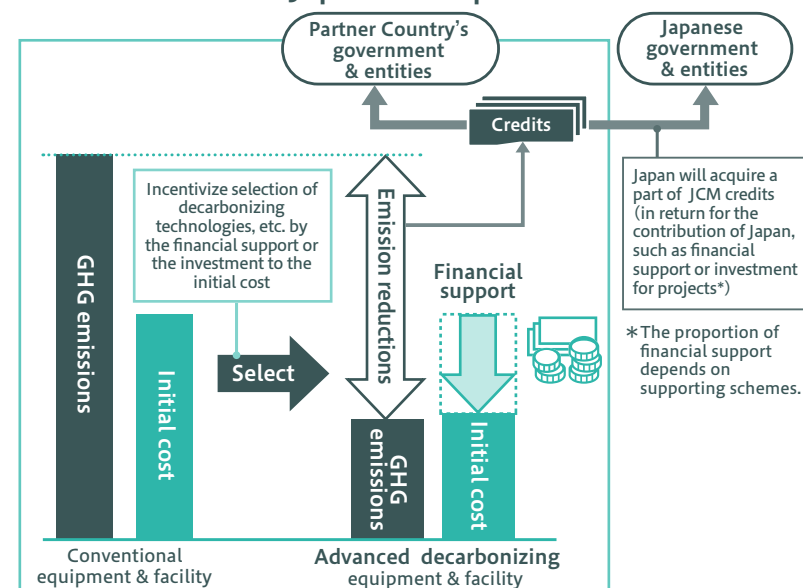 Partner Country's
government
& entities
Japanese
government
& entities
Credits
Incentivize selection of
decarbonizing
technologies, etc. by
the financial support or
the investment to the
initial cost
Japan will acquire a
part of JCM credits
(in return for the
contribution of Japan,
such as financial
support or investment
for projects*)
GHG emissions
Initial cost
Select
Emission reductions
Financial
support
GHG
emissions
Initial cost
＊The proportion of
financial support
depends on
supporting schemes.
Conventional
equipment & facility
Advanced decarbonizing
equipment & facility